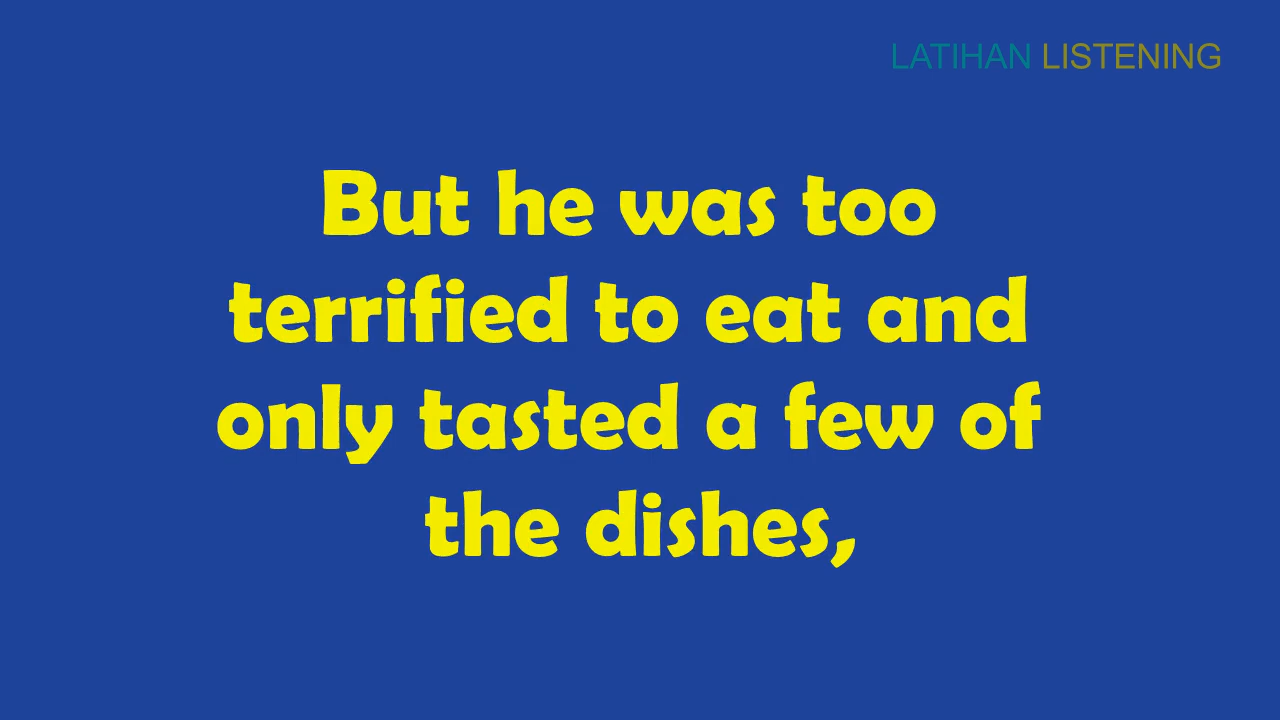 LATIHAN LISTENING
But he was too
terrified to eat and
only tasted a few of
the dishes,